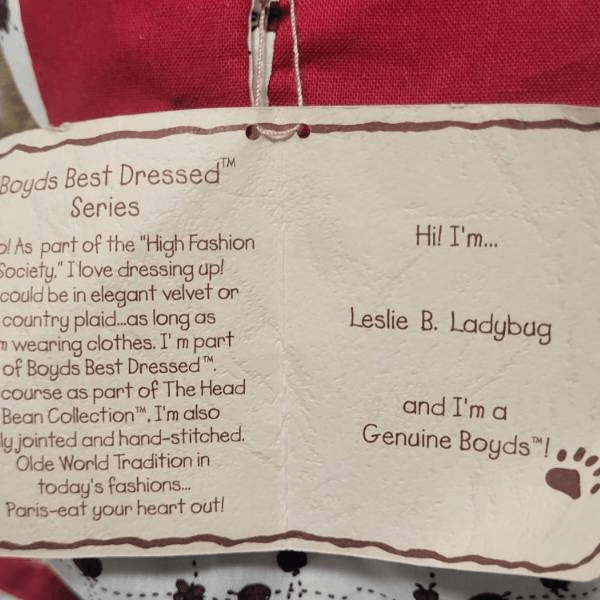 Boyds Best Dressed™
Series
o! As part of the "High Fashion
Society." I love dressing up!
could be in elegant velvet or
country plaid...as long as
m wearing clothes. I'm part
of Boyds Best Dressed™.
course as part of The Head
Bean Collection™, I'm also
ly jointed and hand-stitched.
Olde World Tradition in
today's fashions...
Paris-eat your heart out!
Hi! I'm...
Leslie B. Ladybug
and I'm a
Genuine Boyds™!